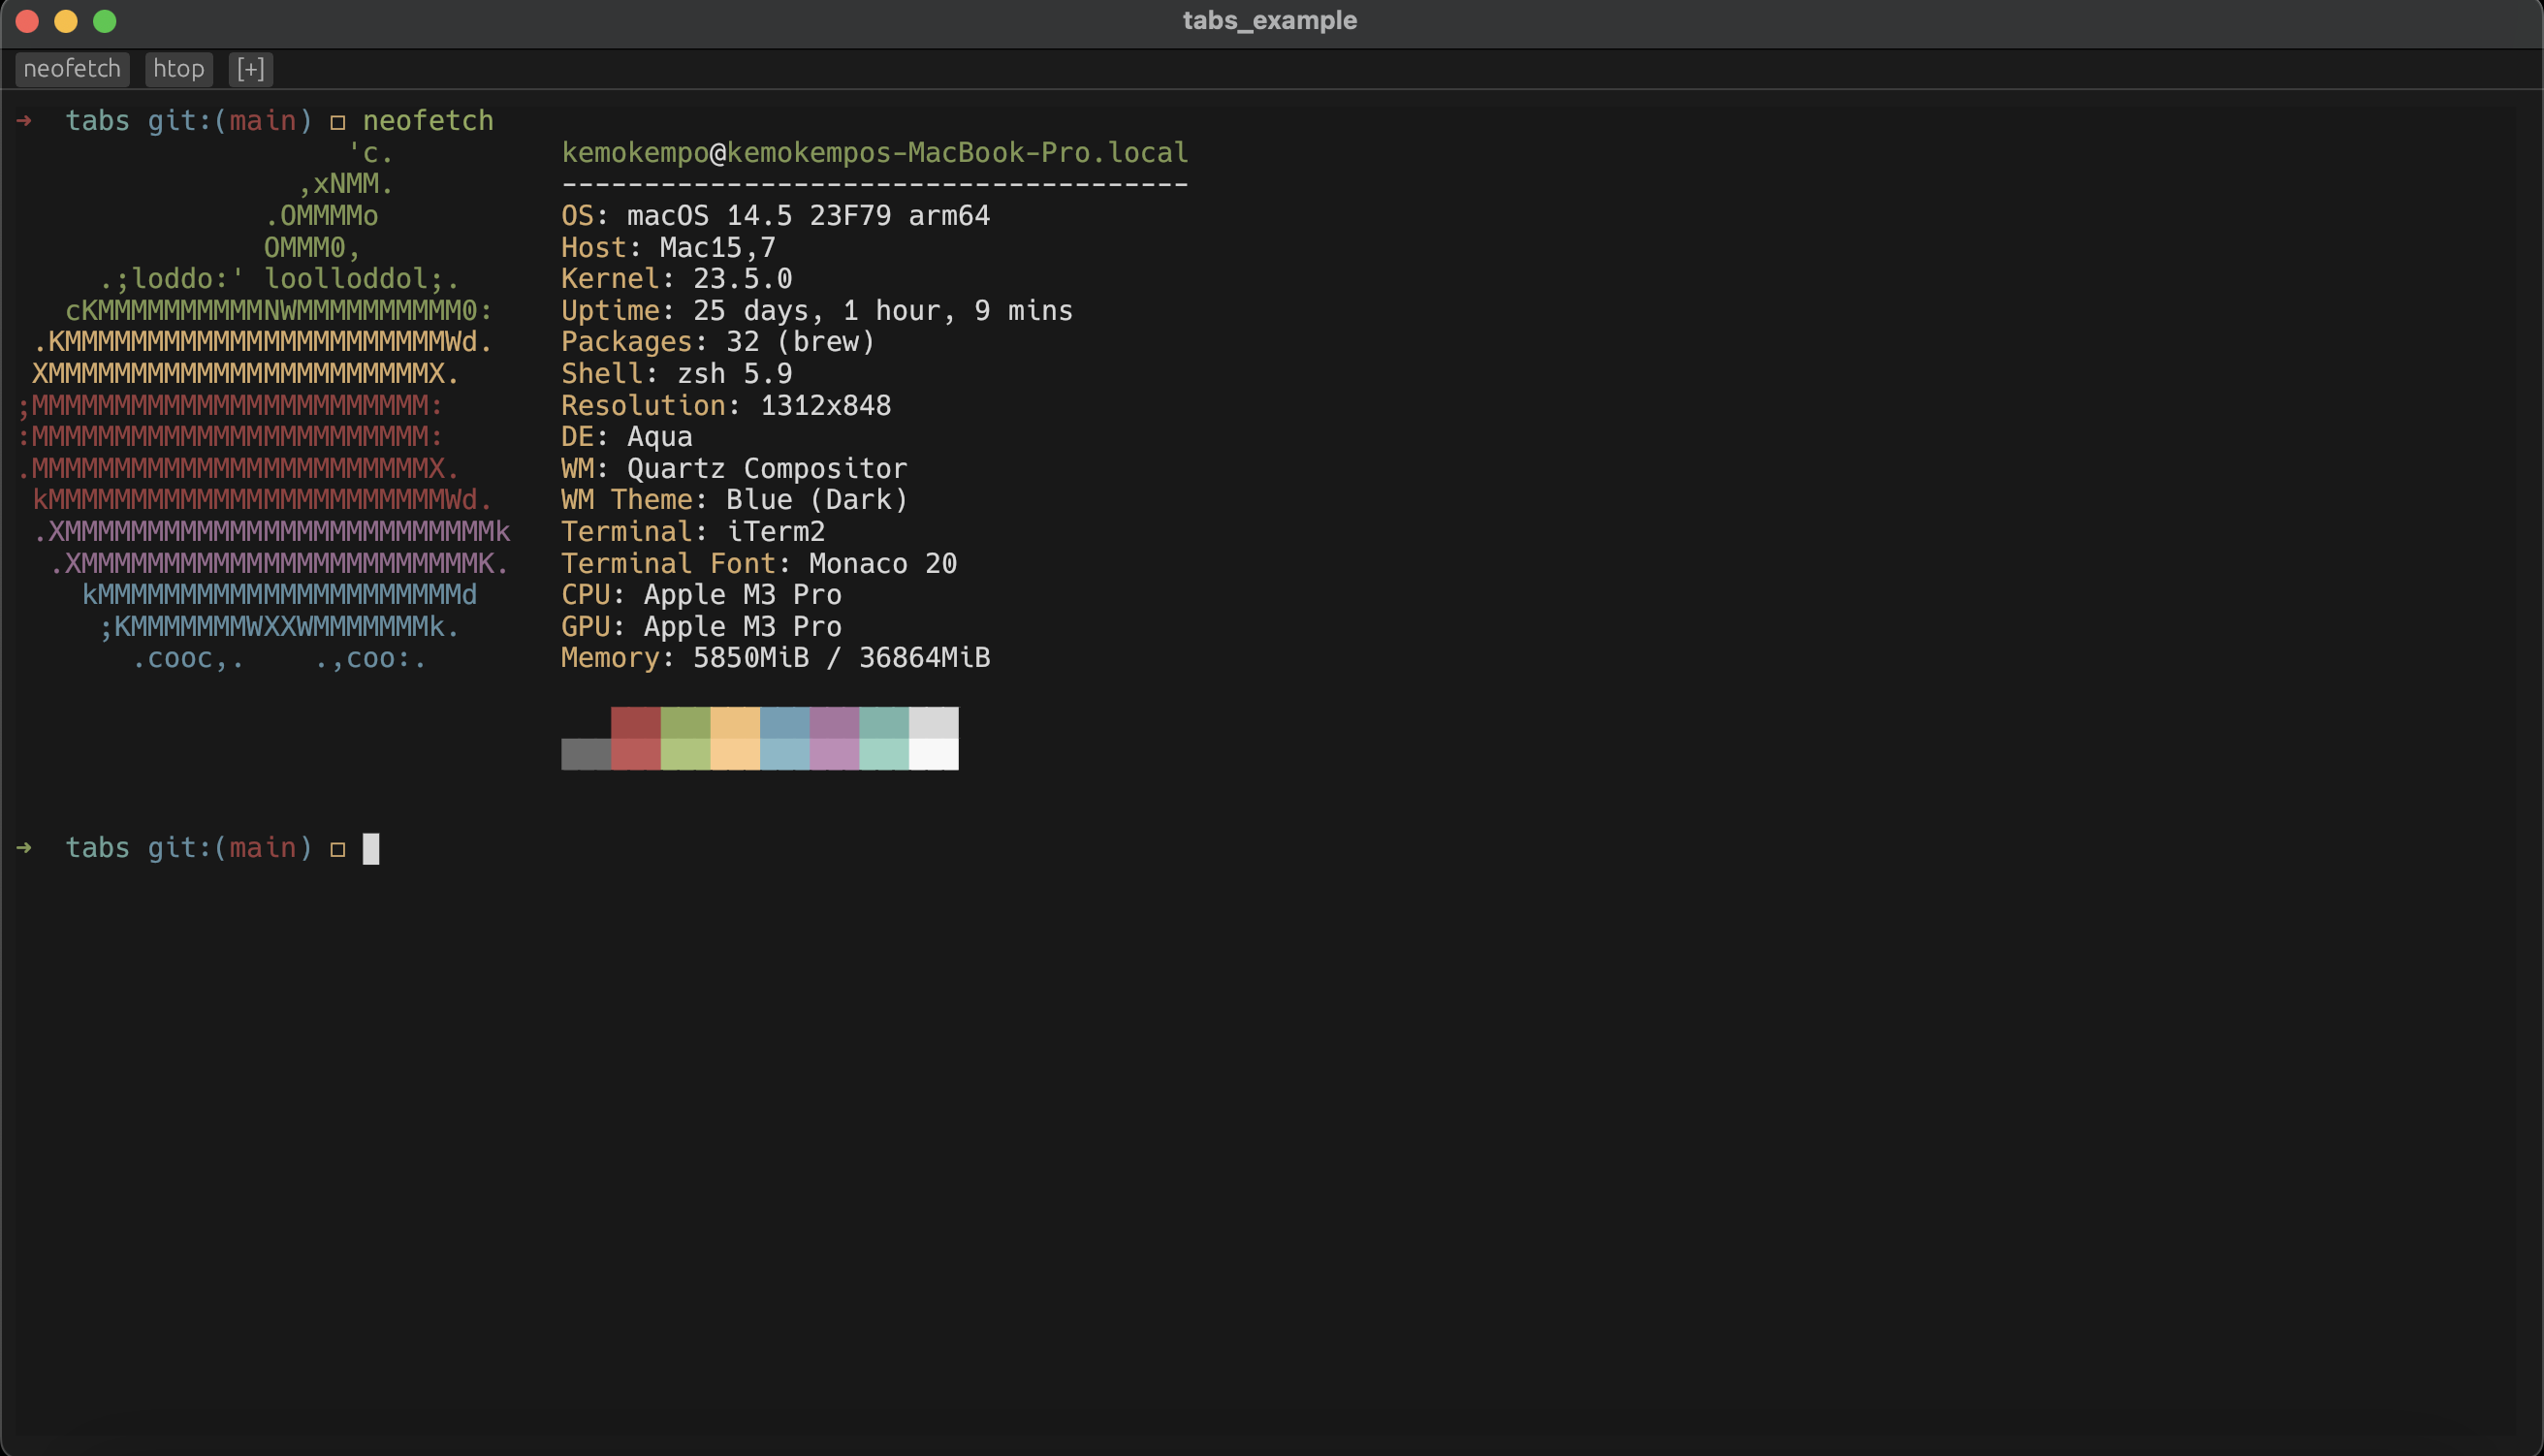 tabs_example
neofetch htop [+]
➜  tabs git:(main) □ neofetch
                    'c.          kemokempo@kemokempos-MacBook-Pro.local
                 ,xNMM.          --------------------------------------
               .OMMMMo           OS: macOS 14.5 23F79 arm64
               OMMM0,            Host: Mac15,7
     .;loddo:' loolloddol;.      Kernel: 23.5.0
   cKMMMMMMMMMMNWMMMMMMMMMM0:    Uptime: 25 days, 1 hour, 9 mins
 .KMMMMMMMMMMMMMMMMMMMMMMMWd.    Packages: 32 (brew)
 XMMMMMMMMMMMMMMMMMMMMMMMX.      Shell: zsh 5.9
;MMMMMMMMMMMMMMMMMMMMMMMM:       Resolution: 1312x848
:MMMMMMMMMMMMMMMMMMMMMMMM:       DE: Aqua
.MMMMMMMMMMMMMMMMMMMMMMMMX.      WM: Quartz Compositor
 kMMMMMMMMMMMMMMMMMMMMMMMMWd.    WM Theme: Blue (Dark)
 .XMMMMMMMMMMMMMMMMMMMMMMMMMMk   Terminal: iTerm2
  .XMMMMMMMMMMMMMMMMMMMMMMMMK.   Terminal Font: Monaco 20
    kMMMMMMMMMMMMMMMMMMMMMMd     CPU: Apple M3 Pro
     ;KMMMMMMMWXXWMMMMMMMk.      GPU: Apple M3 Pro
       .cooc,.    .,coo:.        Memory: 5850MiB / 36864MiB
➜  tabs git:(main) □